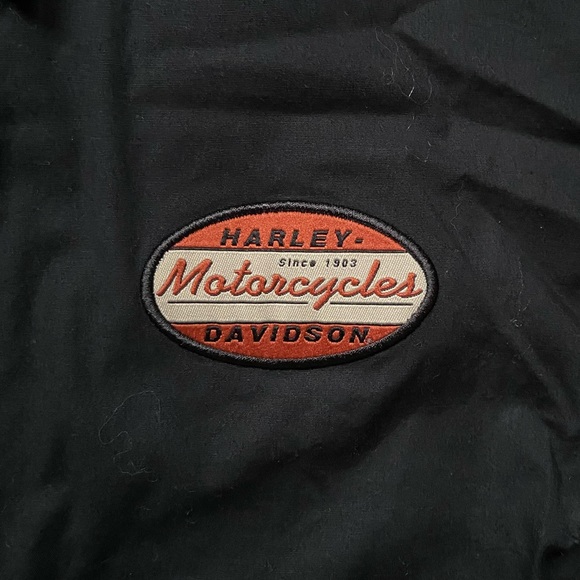 HARLEY-
Since 1903
Motorcycles
DAVIDSON